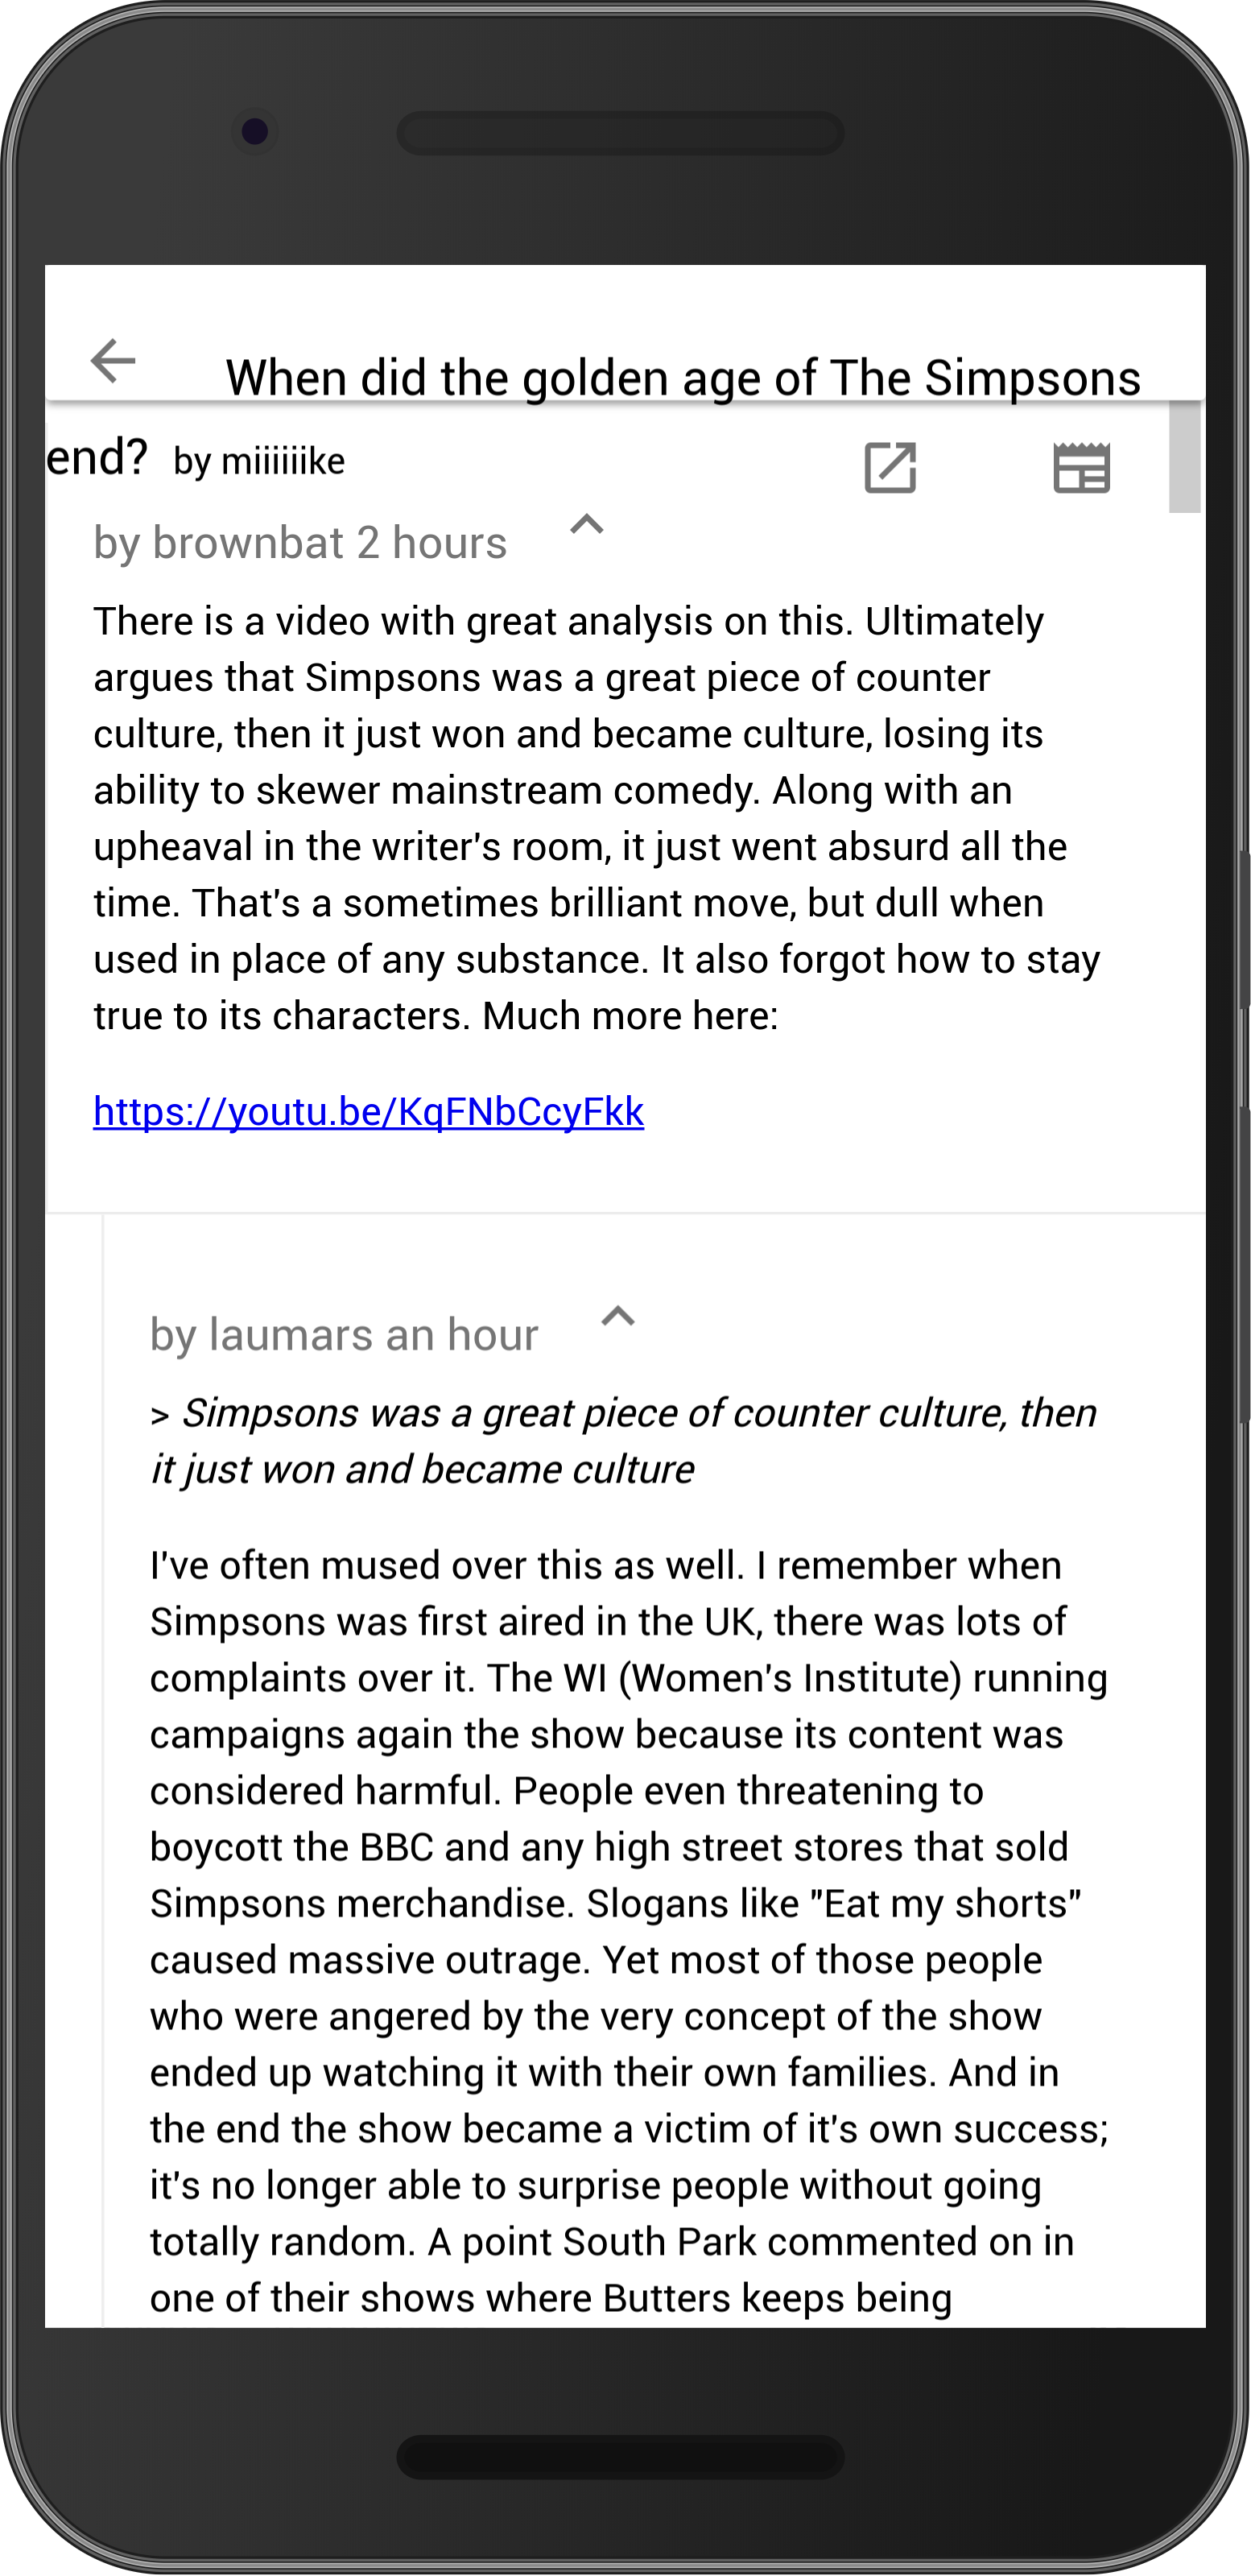 When did the golden age of The Simpsons
end? by miiiiiike
by brownbat 2 hours
There is a video with great analysis on this. Ultimately
argues that Simpsons was a great piece of counter
culture, then it just won and became culture, losing its
ability to skewer mainstream comedy. Along with an
upheaval in the writer's room, it just went absurd all the
time. That's a sometimes brilliant move, but dull when
used in place of any substance. It also forgot how to stay
true to its characters. Much more here:
https://youtu.be/KqFNbCcyFkk
by laumars an hour
> Simpsons was a great piece of counter culture, then
it just won and became culture
I've often mused over this as well. I remember when
Simpsons was first aired in the UK, there was lots of
complaints over it. The WI (Women's Institute) running
campaigns again the show because its content was
considered harmful. People even threatening to
boycott the BBC and any high street stores that sold
Simpsons merchandise. Slogans like "Eat my shorts"
caused massive outrage. Yet most of those people
who were angered by the very concept of the show
ended up watching it with their own families. And in
the end the show became a victim of it's own success;
it's no longer able to surprise people without going
totally random. A point South Park commented on in
one of their shows where Butters keeps being